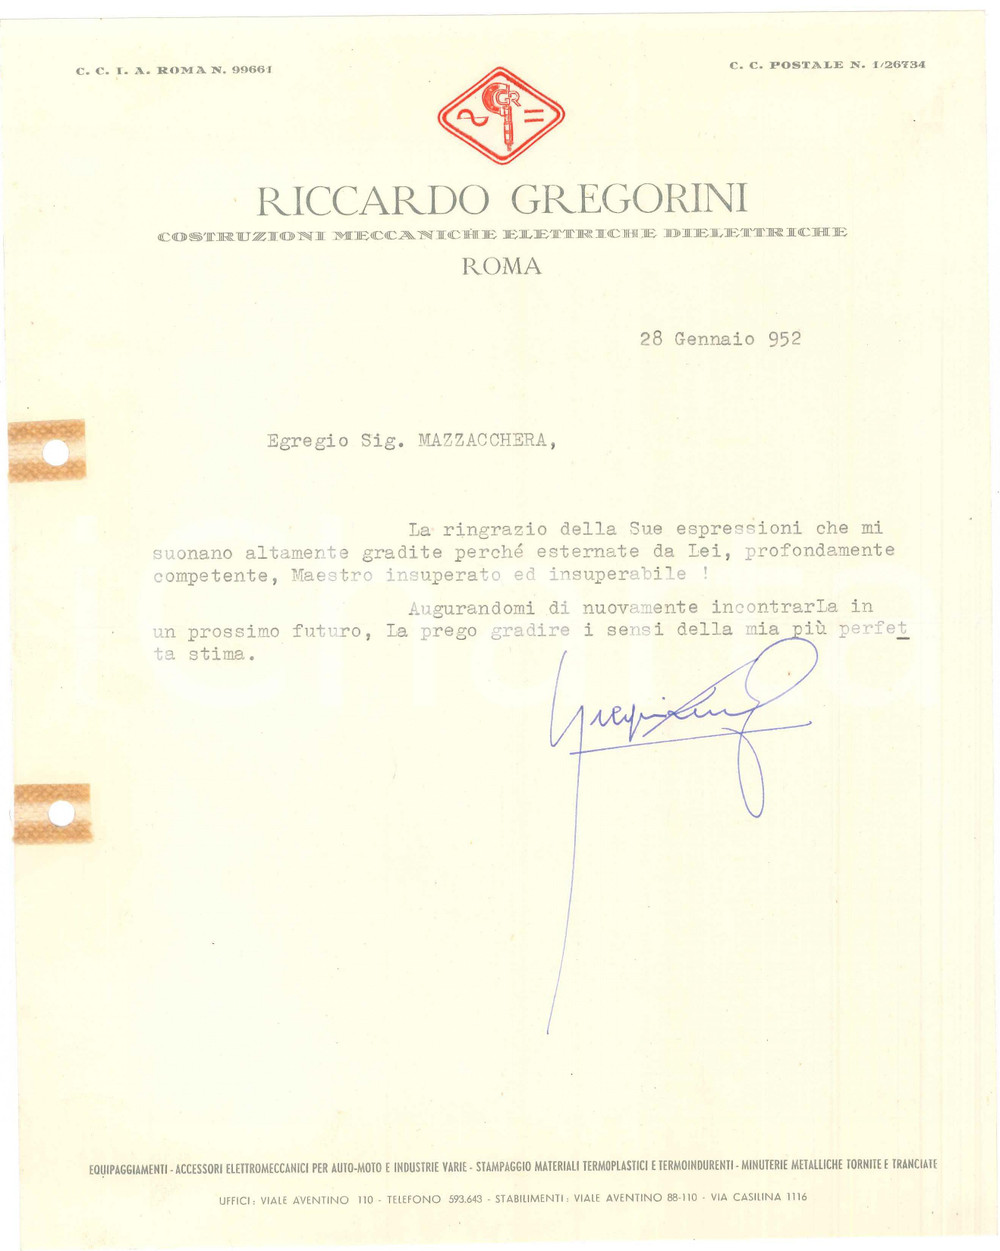 C. C. I. A. ROMA N. 99661
C. C. POSTALE N. 1/26734
GR
RICCARDO GREGORINI
COSTRUZIONI MECCANICHE ELETTRICHE DIELETTRICHE
ROMA
28 Gennaio 952
Egregio Sig. MAZZACCHERA,
La ringrazio della Sue espressioni che mi
suonano altamente gradite perché esternate da Lei, profondamente
competente, Maestro insuperato ed insuperabile !
Augurandomi di nuovamente incontrarLa in
un prossimo futuro, La prego gradire i sensi della mia più perfet
ta stima.
EQUIPAGGIAMENTI - ACCESSORI ELETTROMECCANICI PER AUTO-MOTO E INDUSTRIE VARIE - STAMPAGGIO MATERIALI TERMOPLASTICI E TERMOINDURENTI - MINUTERIE METALLICHE TORNITE E TRANCIATE
UFFICI: VIALE AVENTINO 110 - TELEFONO 593.643 - STABILIMENTI: VIALE AVENTINO 88-110 - VIA CASILINA 1116